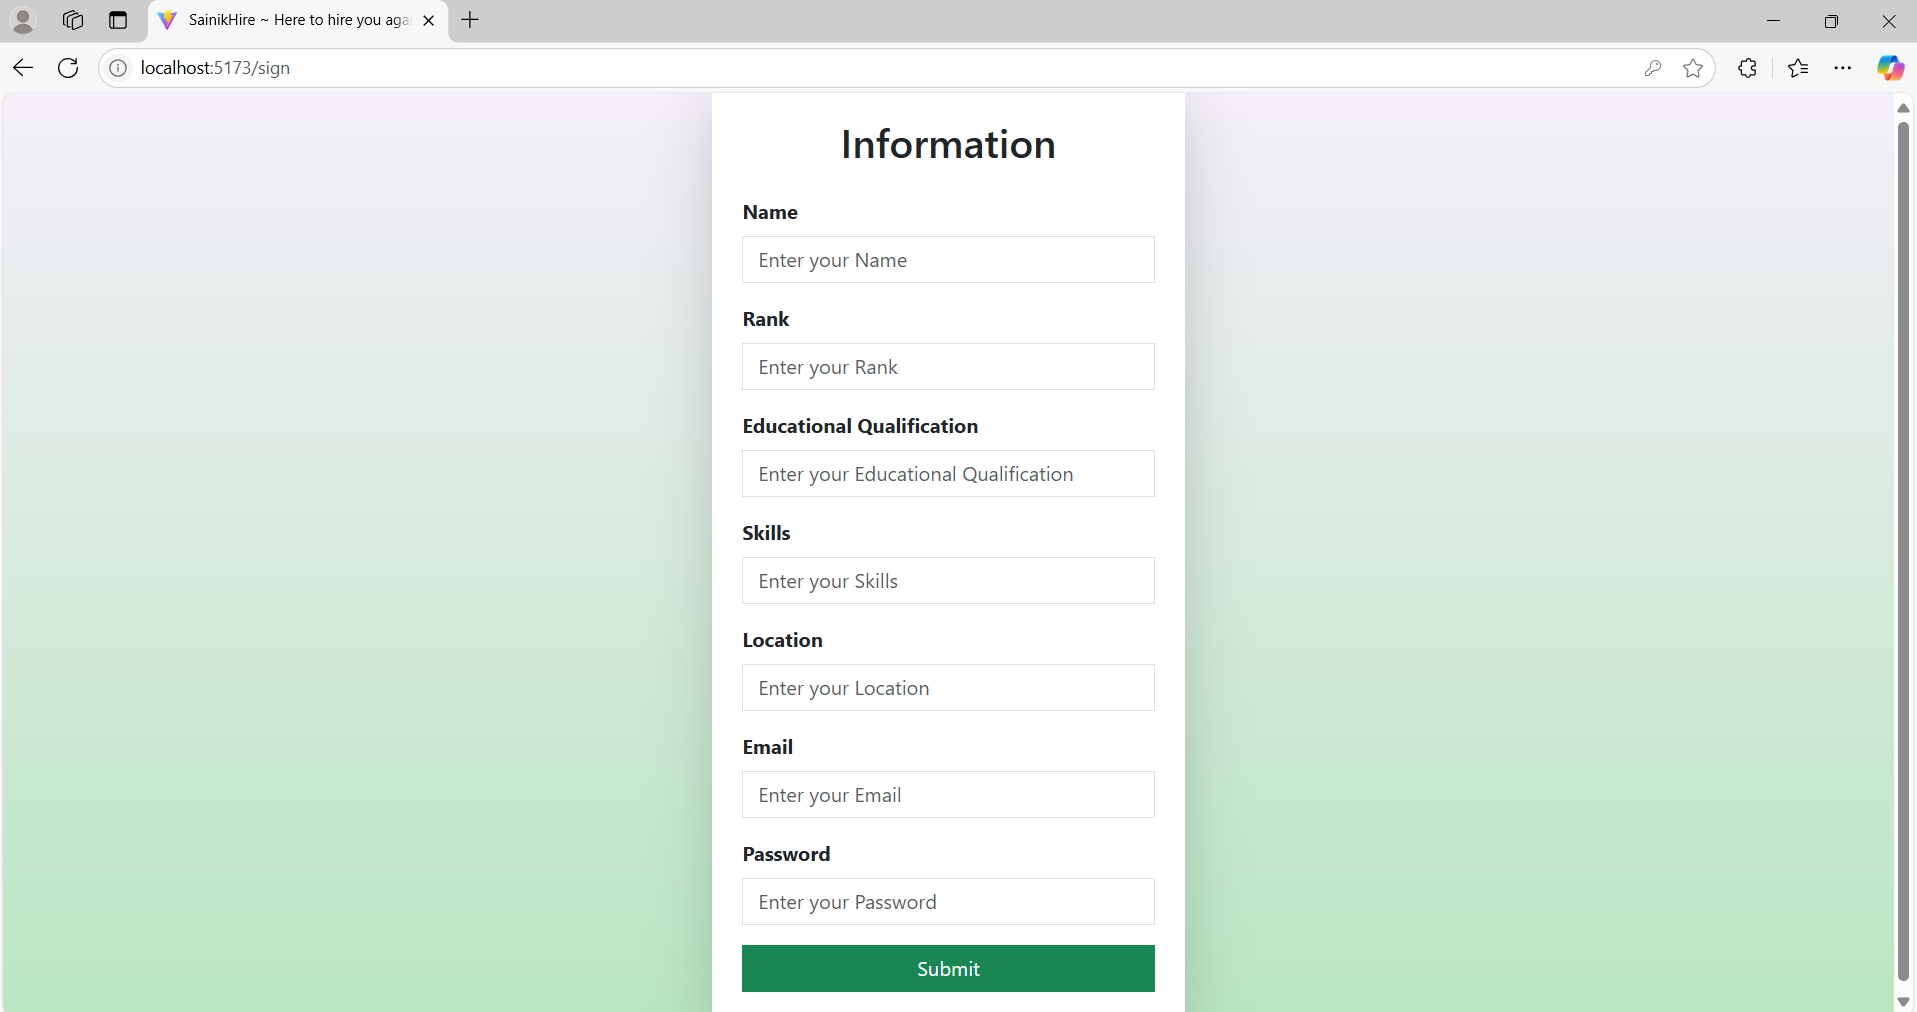 SainikHire ~ Here to hire you aga
localhost:5173/sign
Information
Name
Enter your Name
Rank
Enter your Rank
Educational Qualification
Enter your Educational Qualification
Skills
Enter your Skills
Location
Enter your Location
Email
Enter your Email
Password
Enter your Password
Submit